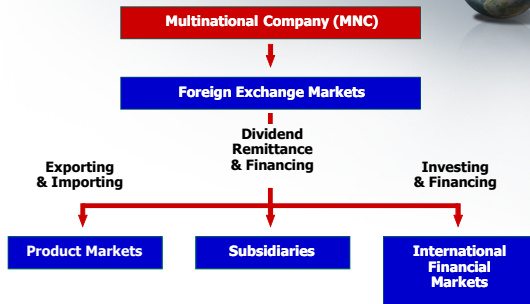 Multinational Company (MNC)
Foreign Exchange Markets
Dividend
Remittance
& Financing
Exporting
& Importing
Investing
& Financing
Product Markets
Subsidiaries
International
Financial
Markets